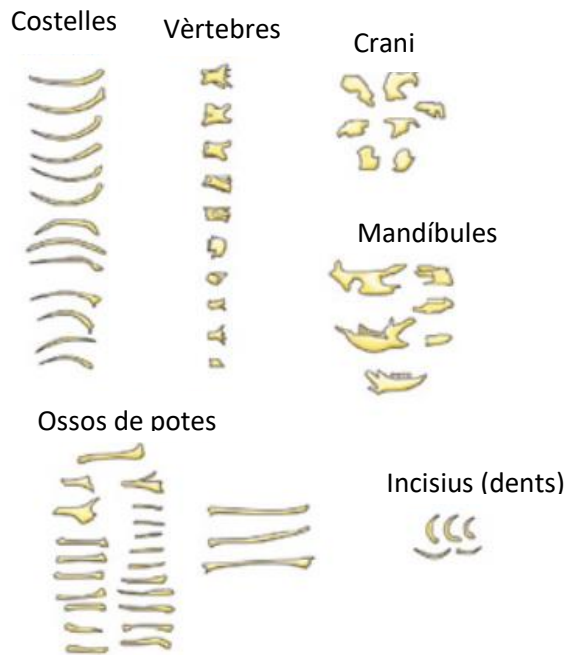 Costelles
Vèrtebres
Crani
Mandíbules
Ossos de potes
Incisius (dents)